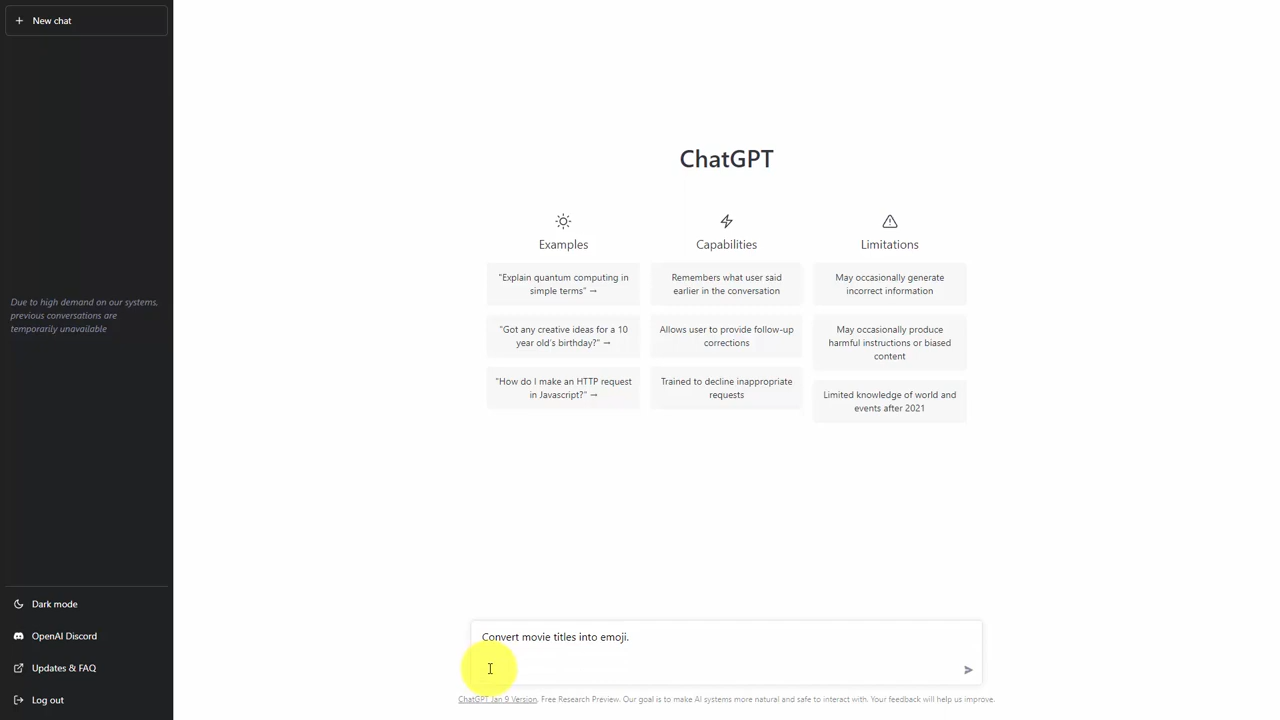 New chat
Due to high demand on our systems,
previous conversations are
temporarily unavailable
Dark mode
OpenAI Discord
Updates & FAQ
Log out
ChatGPT
Examples
"Explain quantum computing in
simple terms" →
"Got any creative ideas for a 10
year old's birthday?" →
"How do I make an HTTP request
in Javascript?" →
Capabilities
Remembers what user said
earlier in the conversation
Allows user to provide follow-up
corrections
Trained to decline inappropriate
requests
Limitations
May occasionally generate
incorrect information
May occasionally produce
harmful instructions or biased
content
Limited knowledge of world and
events after 2021
Convert movie titles into emoji.
ChatGPT Jan 9 Version. Free Research Preview. Our goal is to make AI systems more natural and safe to interact with. Your feedback will help us improve.